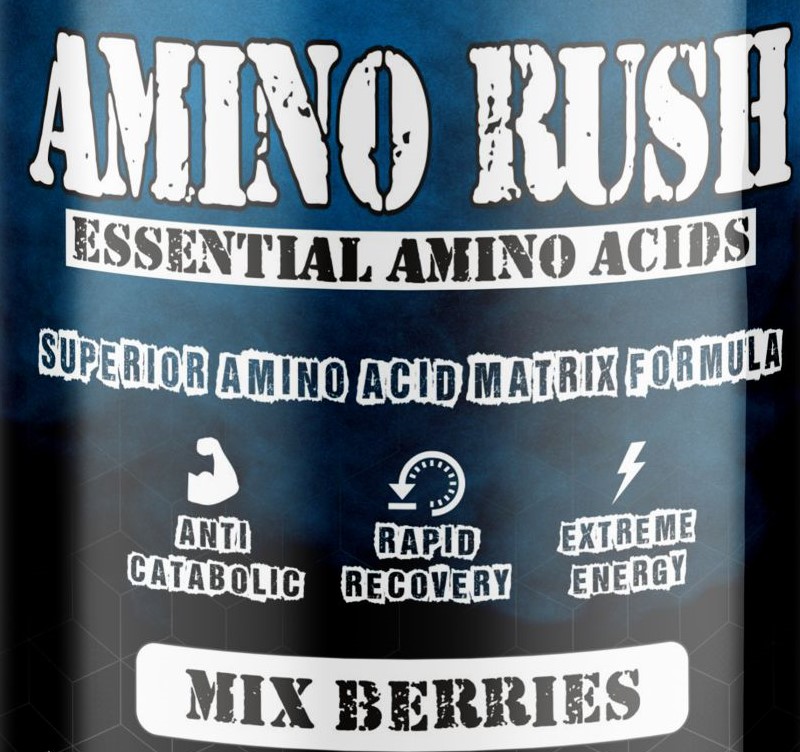 AMINO RUSH
ESSENTIAL AMINO ACIDS
SUPERIOR AMINO ACID MATRIX FORMULA
ANTI
CATABOLIC
RAPID
RECOVERY
EXTREME
ENERGY
MIX BERRIES